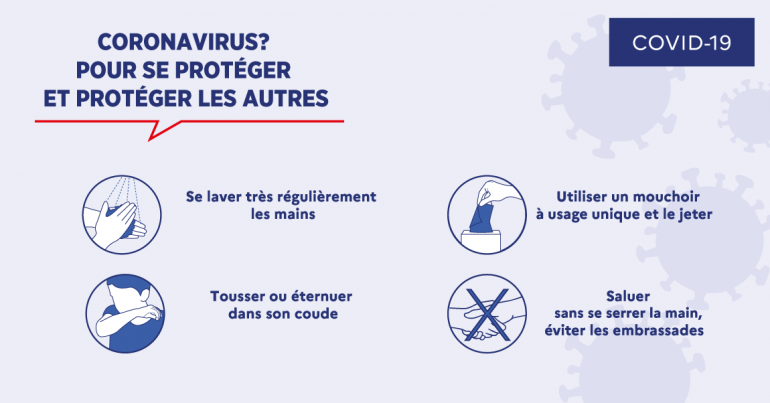 CORONAVIRUS?
POUR SE PROTÉGER
ET PROTÉGER LES AUTRES
COVID-19
Se laver très régulièrement
les mains
Utiliser un mouchoir
à usage unique et le jeter
Tousser ou éternuer
dans son coude
Saluer
sans se serrer la main,
éviter les embrassades